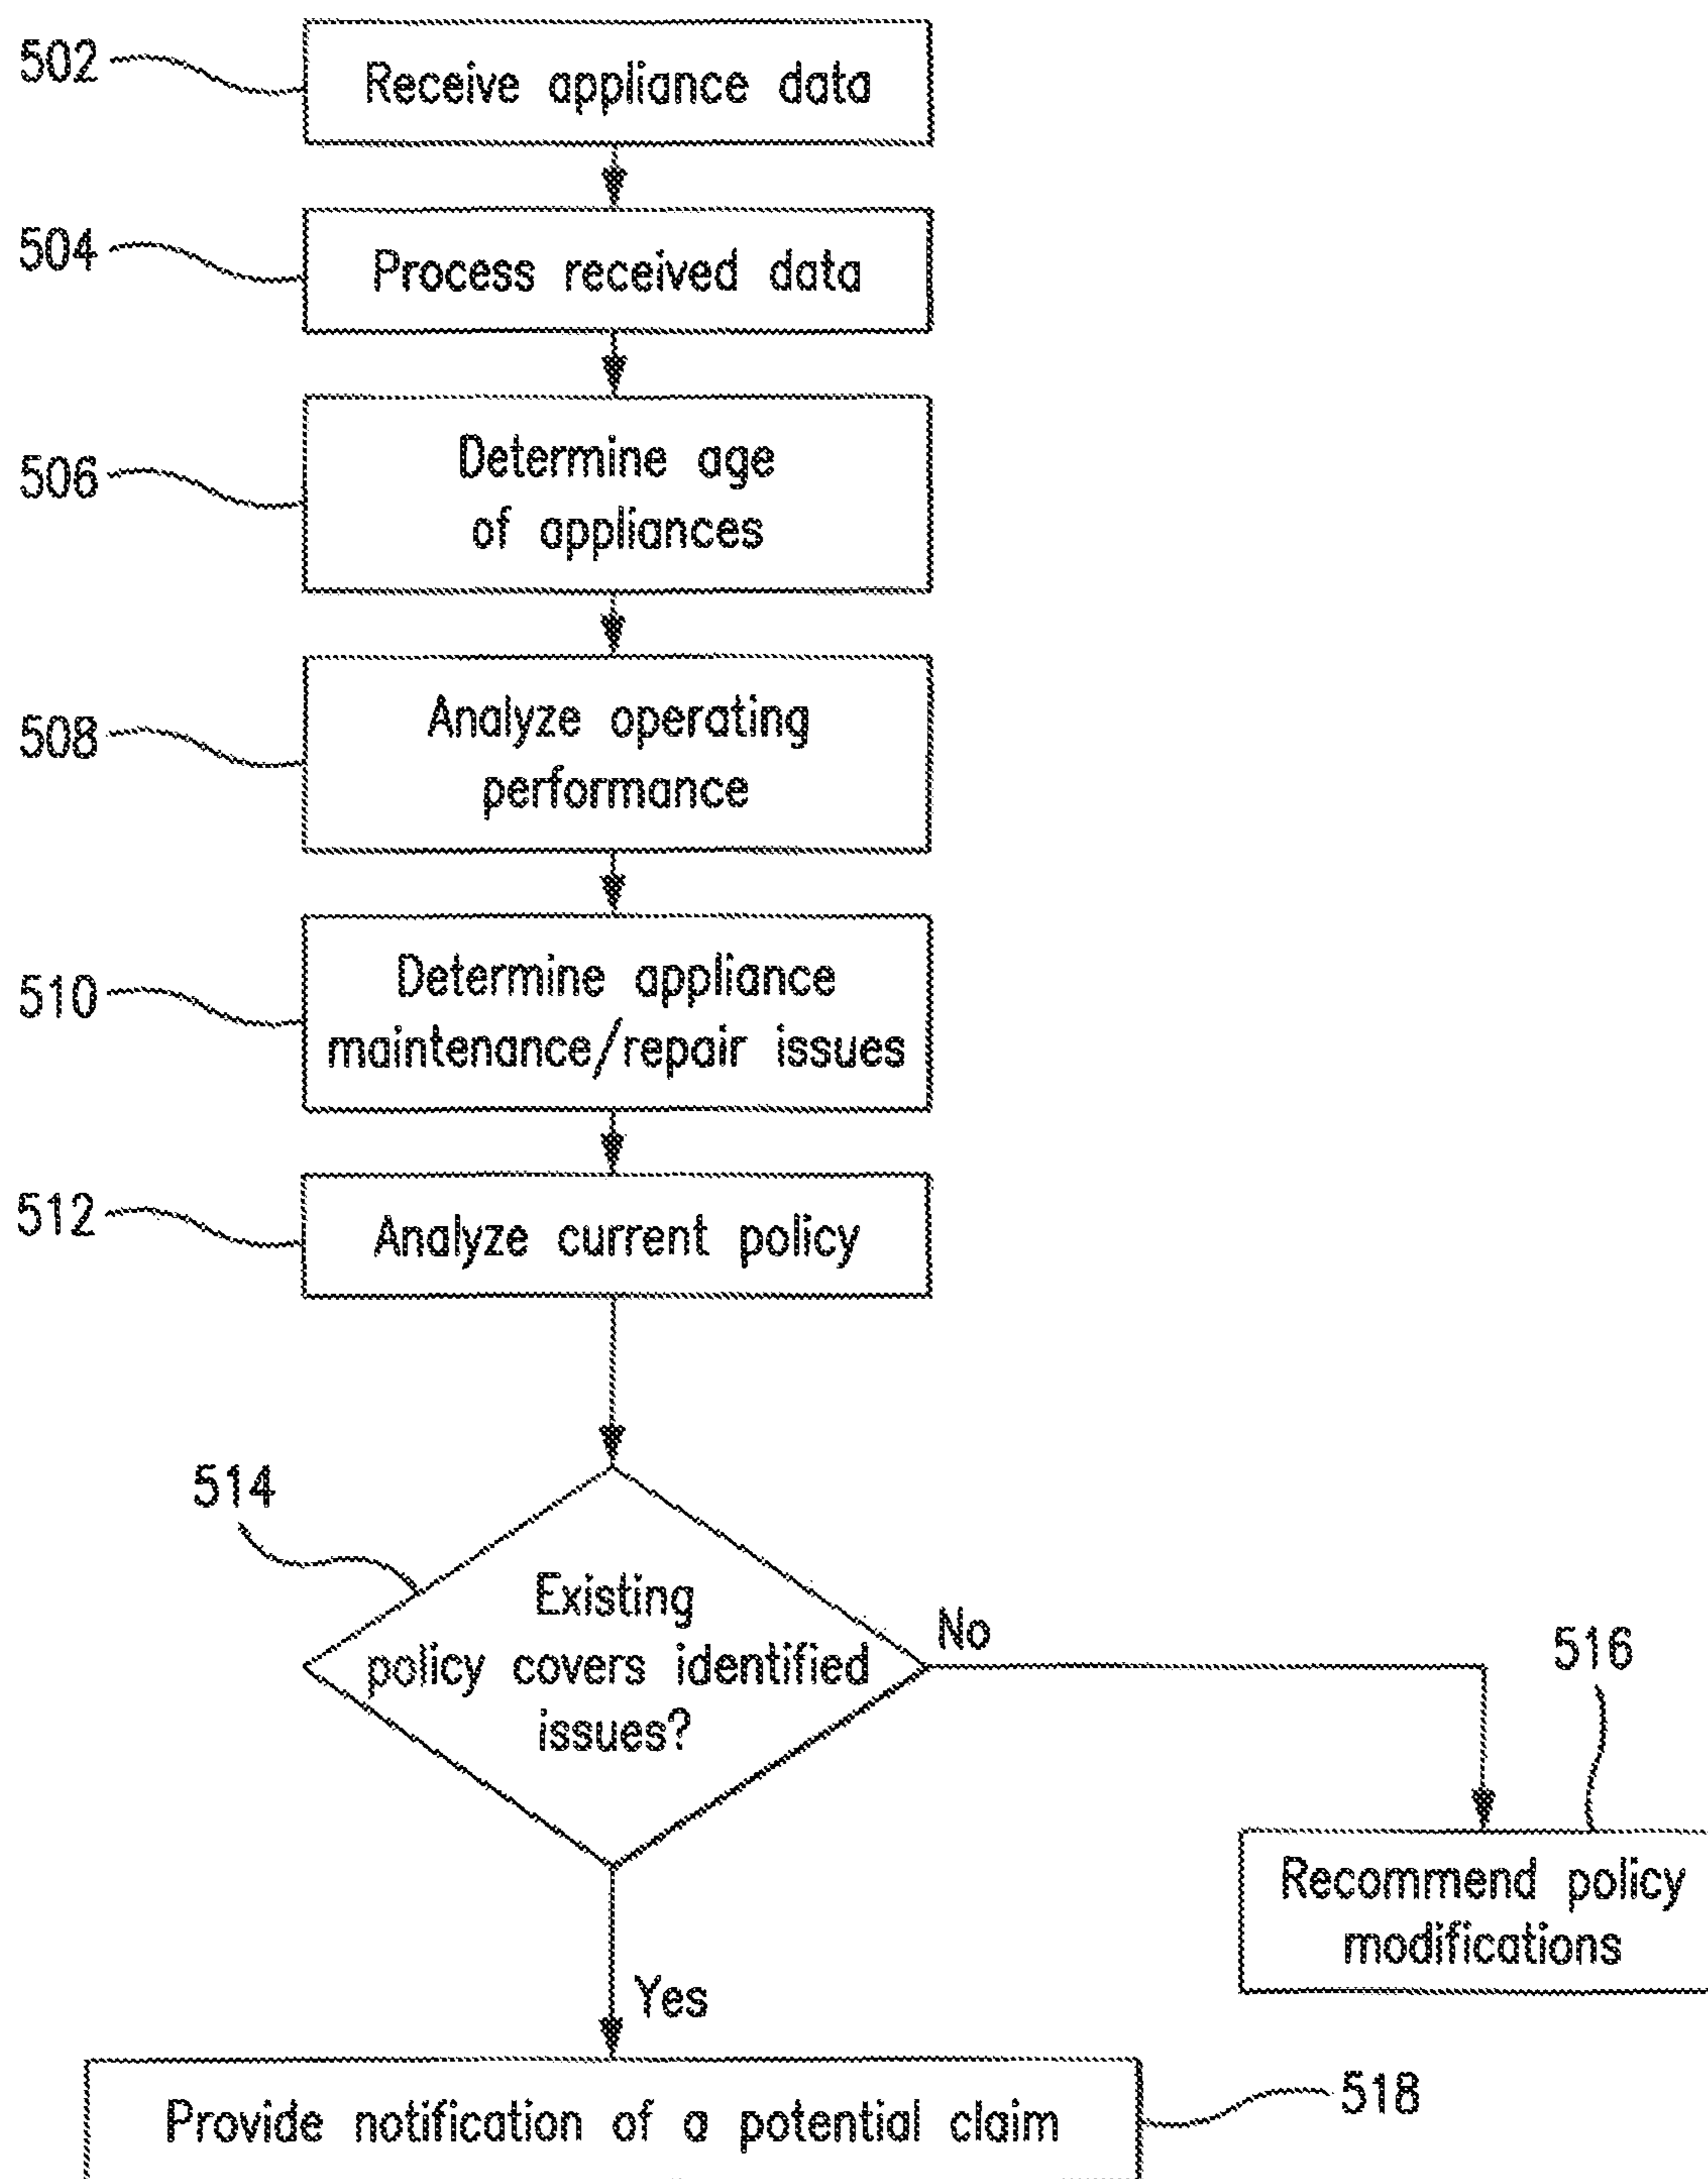 502
Receive appliance data
504
Process received data
506
Determine age
of appliances
508
Analyze operating
performance
510
Determine appliance
maintenance/repair issues
512
Analyze current policy
514
Existing
policy covers identified
issues?
No
516
Recommend policy
modifications
Yes
Provide notification of a potential claim
518